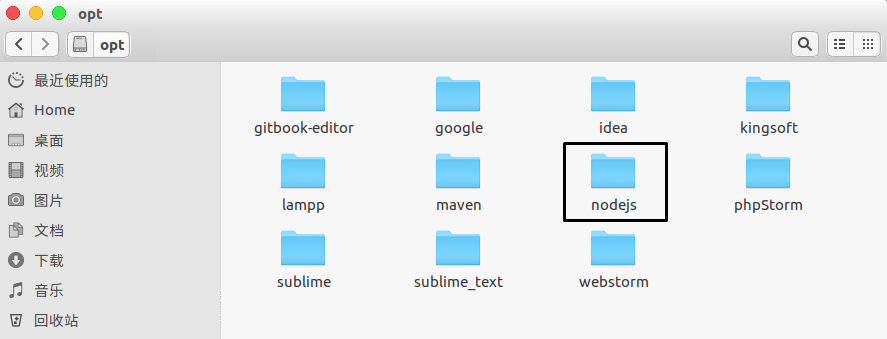 opt
opt
最近使用的
Home
桌面
视频
图片
文档
下载
音乐
回收站
gitbook-editor
google
idea
kingsoft
lampp
maven
nodejs
phpStorm
sublime
sublime_text
webstorm